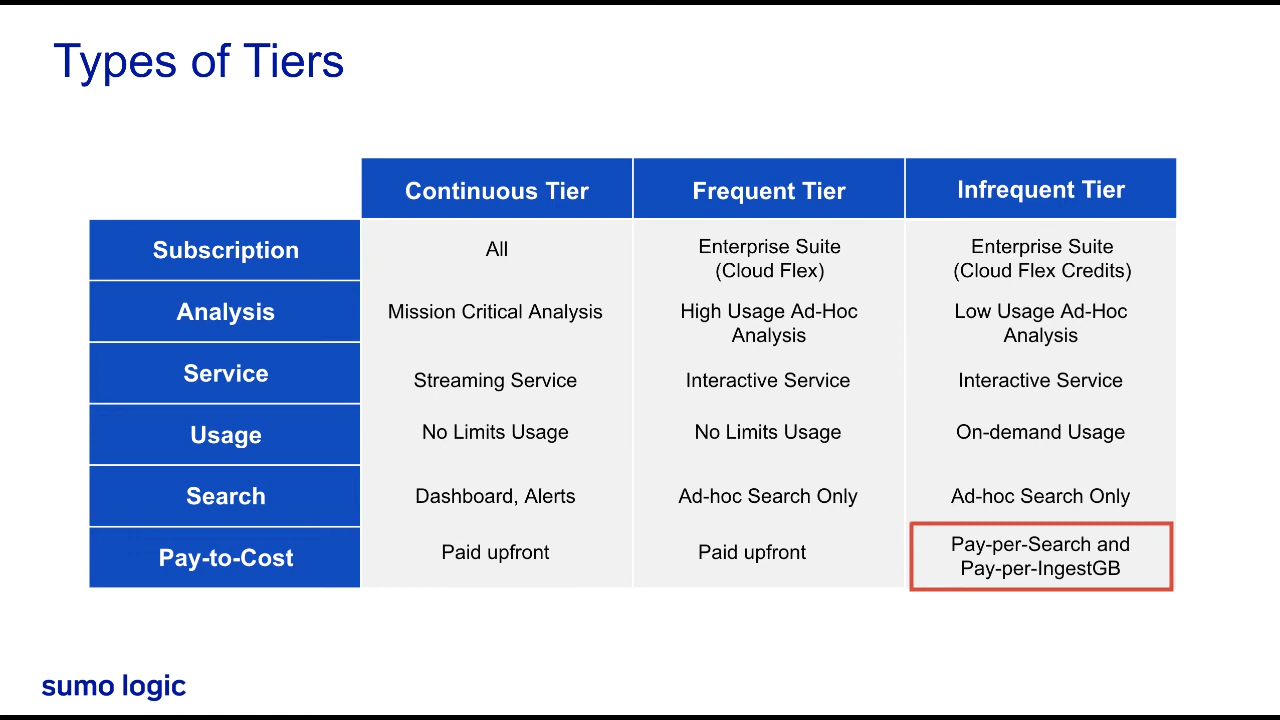 Types of Tiers
Continuous Tier
Frequent Tier
Infrequent Tier
Subscription
All
Enterprise Suite
(Cloud Flex)
Enterprise Suite
(Cloud Flex Credits)
Analysis
Mission Critical Analysis
High Usage Ad-Hoc
Analysis
Low Usage Ad-Hoc
Analysis
Service
Streaming Service
Interactive Service
Interactive Service
Usage
No Limits Usage
No Limits Usage
On-demand Usage
Search
Dashboard, Alerts
Ad-hoc Search Only
Ad-hoc Search Only
Pay-to-Cost
Paid upfront
Paid upfront
Pay-per-Search and
Pay-per-IngestGB
sumo logic